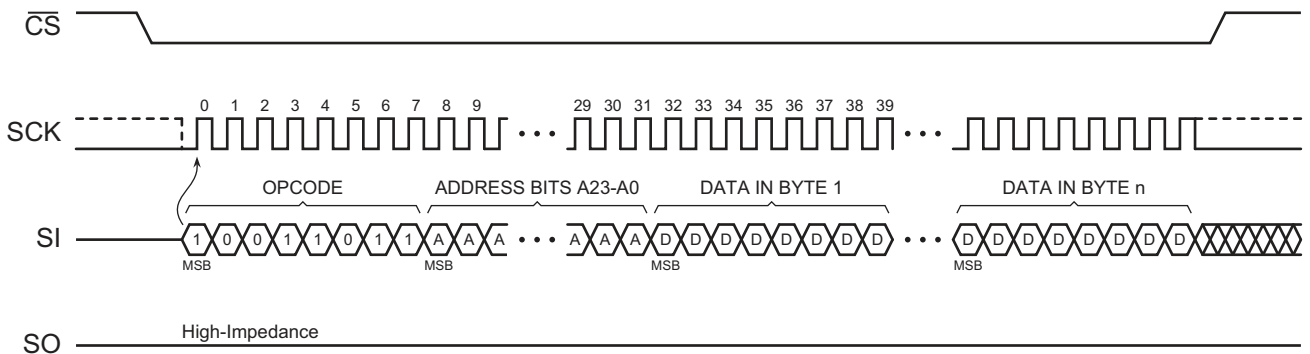 CS
0 1 2 3 4 5 6 7 8 9 29 30 31 32 33 34 35 36 37 38 39
SCK
OPCODE ADDRESS BITS A23-A0 DATA IN BYTE 1 DATA IN BYTE n
SI 1 0 0 1 1 0 1 1 A A A A A A D D D D D D D D D D D D D D D D
MSB MSB MSB MSB
High-Impedance
SO